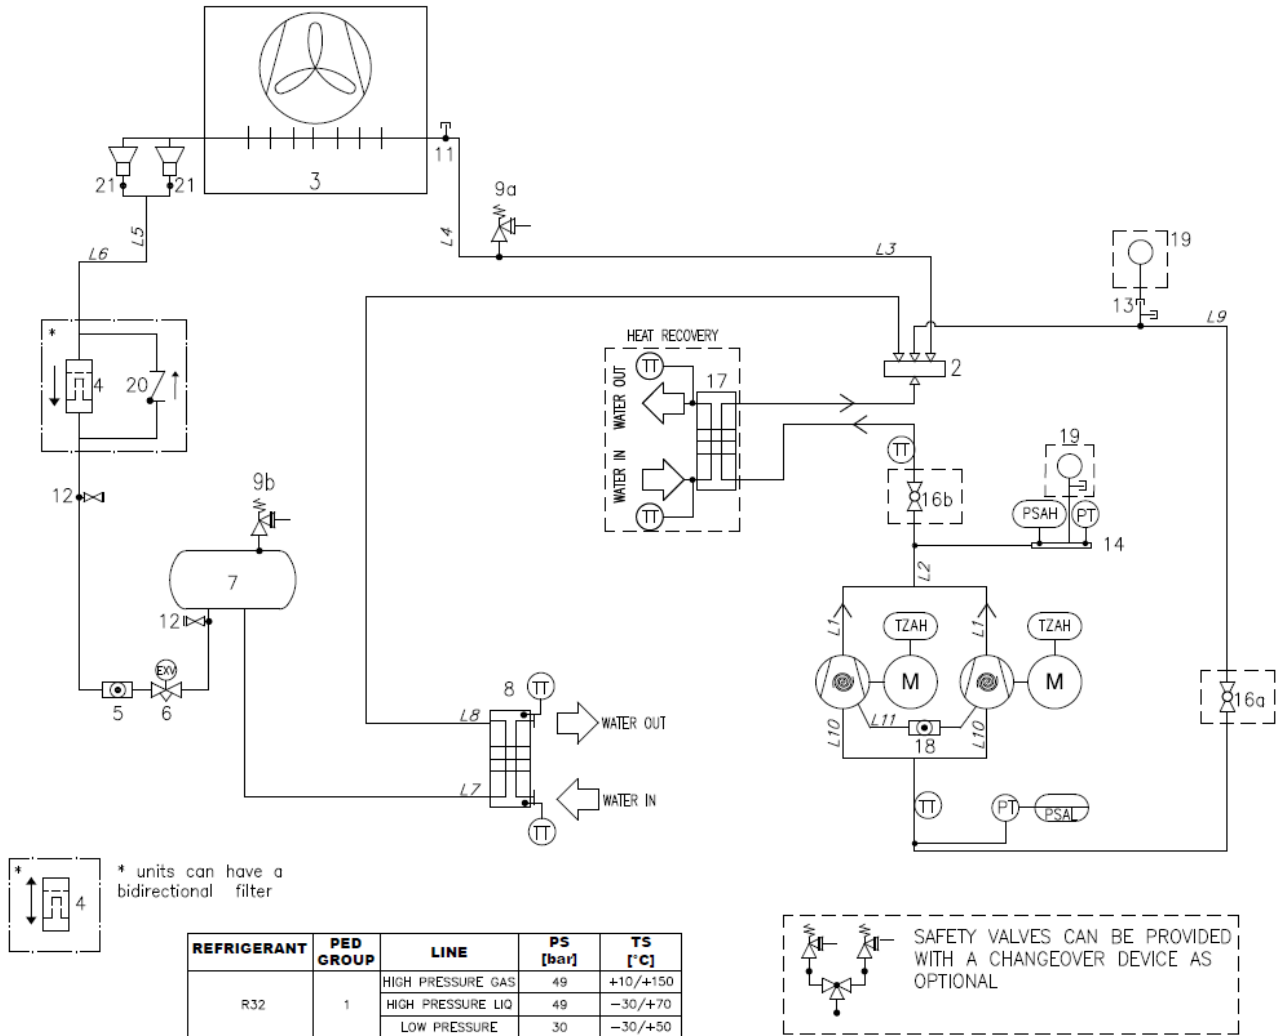 3
11
21
21
9a
L5
L4
L6
L3
19
13
L9
*
4
20
HEAT RECOVERY
TT
17
WATER OUT
2
WATER IN
TT
TT
19
16b
PSAH
PT
14
12
9b
7
12
L2
L1
L1
TZAH
TZAH
M
M
EXV
5
6
8
TT
L8
WATER OUT
L7
WATER IN
TT
L11
L10
18
L10
16a
TT
PT
PSAL
*
4
* units can have a
bidirectional filter
REFRIGERANT
PED
GROUP
LINE
PS
[bar]
TS
[°C]
R32
1
HIGH PRESSURE GAS
49
+10/+150
HIGH PRESSURE LIQ
49
−30/+70
LOW PRESSURE
30
−30/+50
SAFETY VALVES CAN BE PROVIDED
WITH A CHANGEOVER DEVICE AS
OPTIONAL